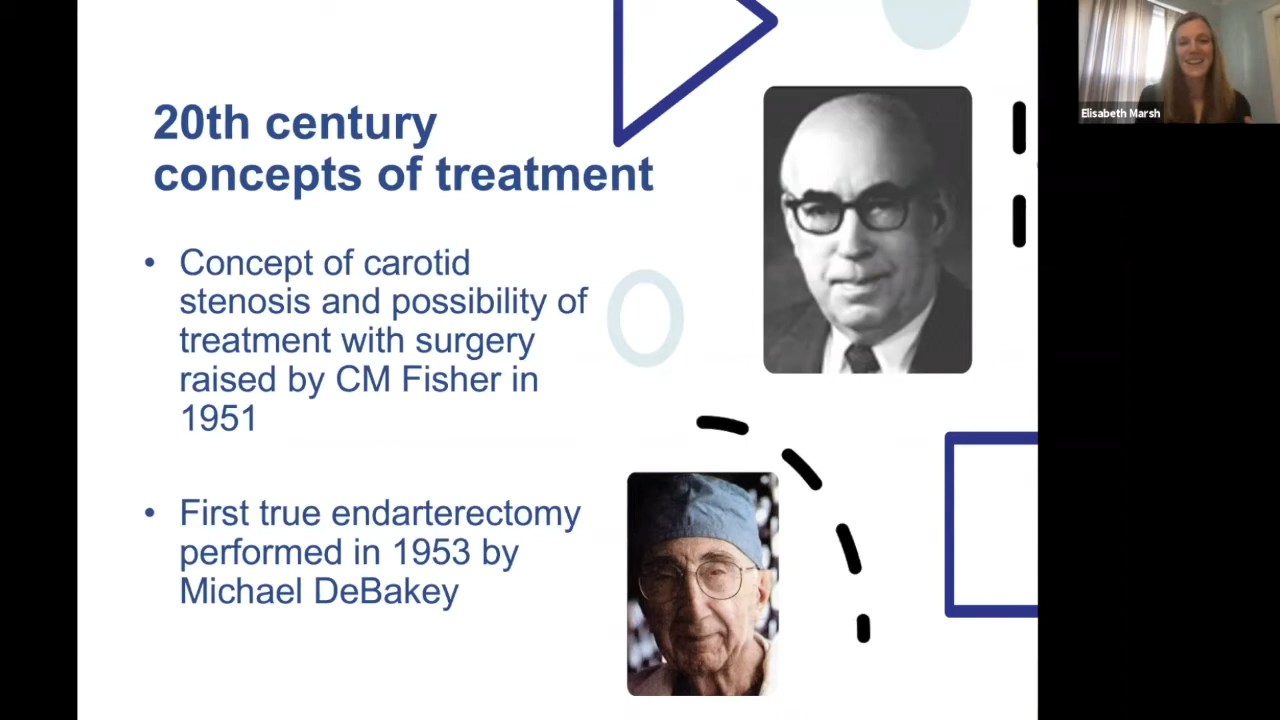 20th century
concepts of treatment
• Concept of carotid
stenosis and possibility of
treatment with surgery
raised by CM Fisher in
1951
• First true endarterectomy
performed in 1953 by
Michael DeBakey
Elisabeth Marsh